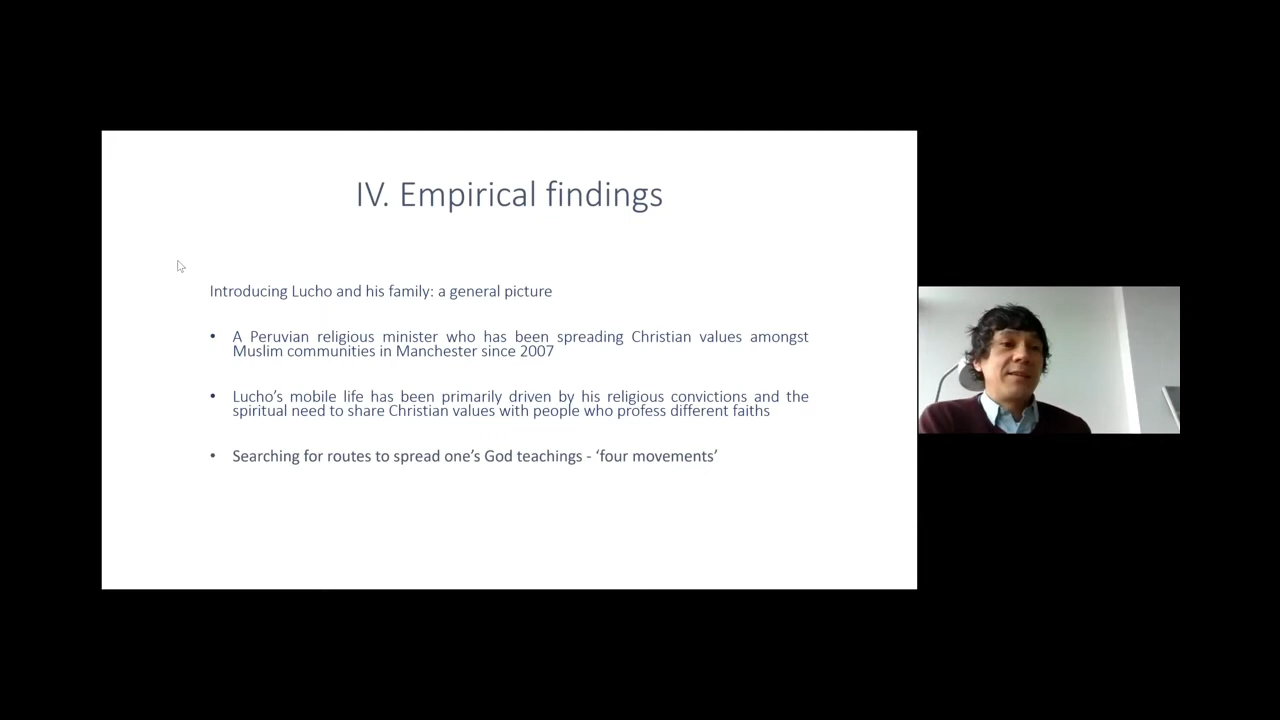 IV. Empirical findings
Introducing Lucho and his family: a general picture
• A Peruvian religious minister who has been spreading Christian values amongst
Muslim communities in Manchester since 2007
• Lucho’s mobile life has been primarily driven by his religious convictions and the
spiritual need to share Christian values with people who profess different faiths
• Searching for routes to spread one’s God teachings - ‘four movements’